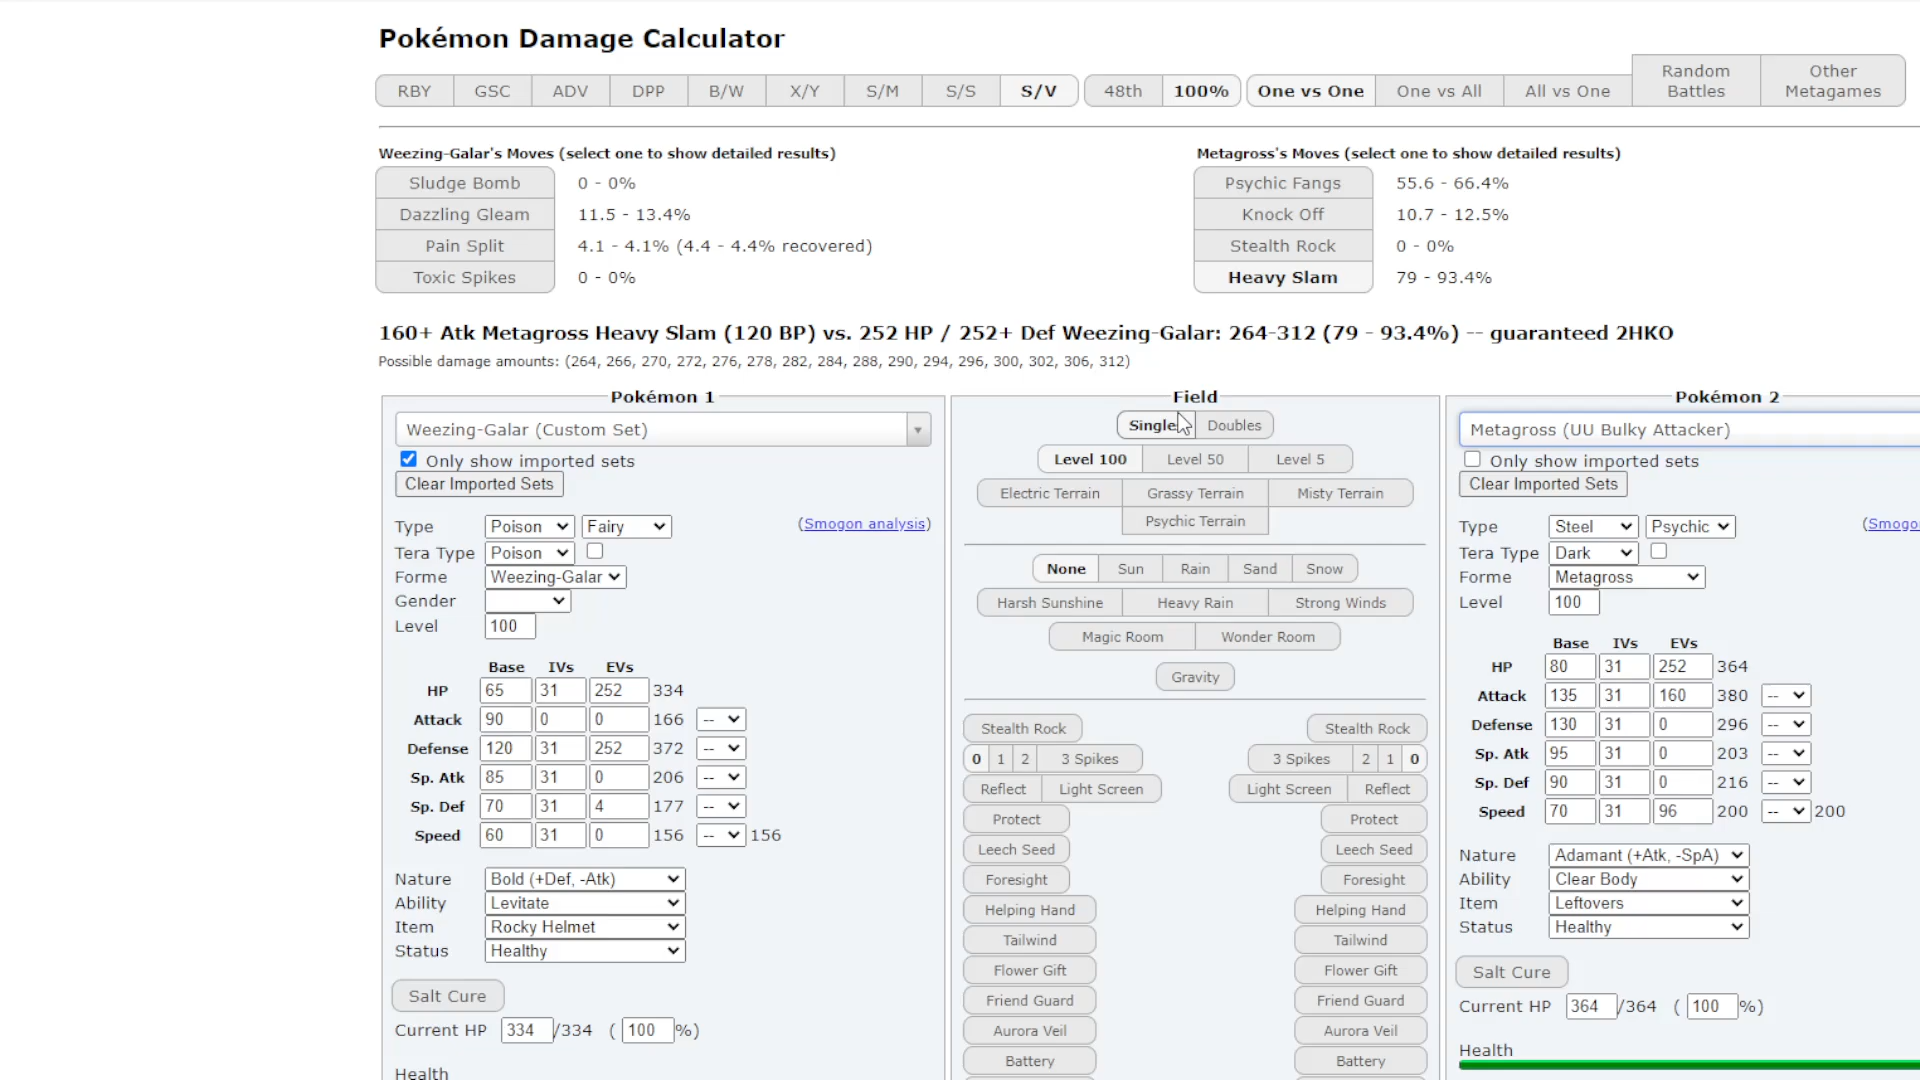 Pokémon Damage Calculator
RBY GSC ADV DPP B/W X/Y S/M S/S S/V 48th 100% One vs One One vs All All vs One Random Battles Other Metagames
Weezing-Galar's Moves (select one to show detailed results)
Sludge Bomb 0 - 0%
Dazzling Gleam 11.5 - 13.4%
Pain Split 4.1 - 4.1% (4.4 - 4.4% recovered)
Toxic Spikes 0 - 0%
Metagross's Moves (select one to show detailed results)
Psychic Fangs 55.6 - 66.4%
Knock Off 10.7 - 12.5%
Stealth Rock 0 - 0%
Heavy Slam 79 - 93.4%
160+ Atk Metagross Heavy Slam (120 BP) vs. 252 HP / 252+ Def Weezing-Galar: 264-312 (79 - 93.4%) -- guaranteed 2HKO
Possible damage amounts: (264, 266, 270, 272, 276, 278, 282, 284, 288, 290, 294, 296, 300, 302, 306, 312)
Pokémon 1
Weezing-Galar (Custom Set)
Only show imported sets
Clear Imported Sets
Type Poison Fairy (Smogon analysis)
Tera Type Poison
Forme Weezing-Galar
Gender
Level 100
Base IVs EVs
HP 65 31 252 334
Attack 90 0 0 166 --
Defense 120 31 252 372 --
Sp. Atk 85 31 0 206 --
Sp. Def 70 31 4 177 --
Speed 60 31 0 156 -- 156
Nature Bold (+Def, -Atk)
Ability Levitate
Item Rocky Helmet
Status Healthy
Salt Cure
Current HP 334 /334 ( 100 %)
Health
Field
Single Doubles
Level 100 Level 50 Level 5
Electric Terrain Grassy Terrain Misty Terrain
Psychic Terrain
None Sun Rain Sand Snow
Harsh Sunshine Heavy Rain Strong Winds
Magic Room Wonder Room
Gravity
Stealth Rock Stealth Rock
0 1 2 3 Spikes 3 Spikes 2 1 0
Reflect Light Screen Light Screen Reflect
Protect Protect
Leech Seed Leech Seed
Foresight Foresight
Helping Hand Helping Hand
Tailwind Tailwind
Flower Gift Flower Gift
Friend Guard Friend Guard
Aurora Veil Aurora Veil
Battery Battery
Pokémon 2
Metagross (UU Bulky Attacker)
Only show imported sets
Clear Imported Sets
Type Steel Psychic (Smogo
Tera Type Dark
Forme Metagross
Level 100
Base IVs EVs
HP 80 31 252 364
Attack 135 31 160 380 --
Defense 130 31 0 296 --
Sp. Atk 95 31 0 203 --
Sp. Def 90 31 0 216 --
Speed 70 31 96 200 -- 200
Nature Adamant (+Atk, -SpA)
Ability Clear Body
Item Leftovers
Status Healthy
Salt Cure
Current HP 364 /364 ( 100 %)
Health